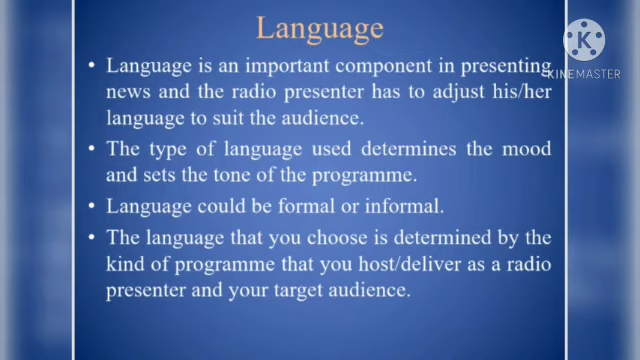 Language
• Language is an important component in presenting
news and the radio presenter has to adjust his/her
language to suit the audience.
• The type of language used determines the mood
and sets the tone of the programme.
• Language could be formal or informal.
• The language that you choose is determined by the
kind of programme that you host/deliver as a radio
presenter and your target audience.
K
KINEMASTER